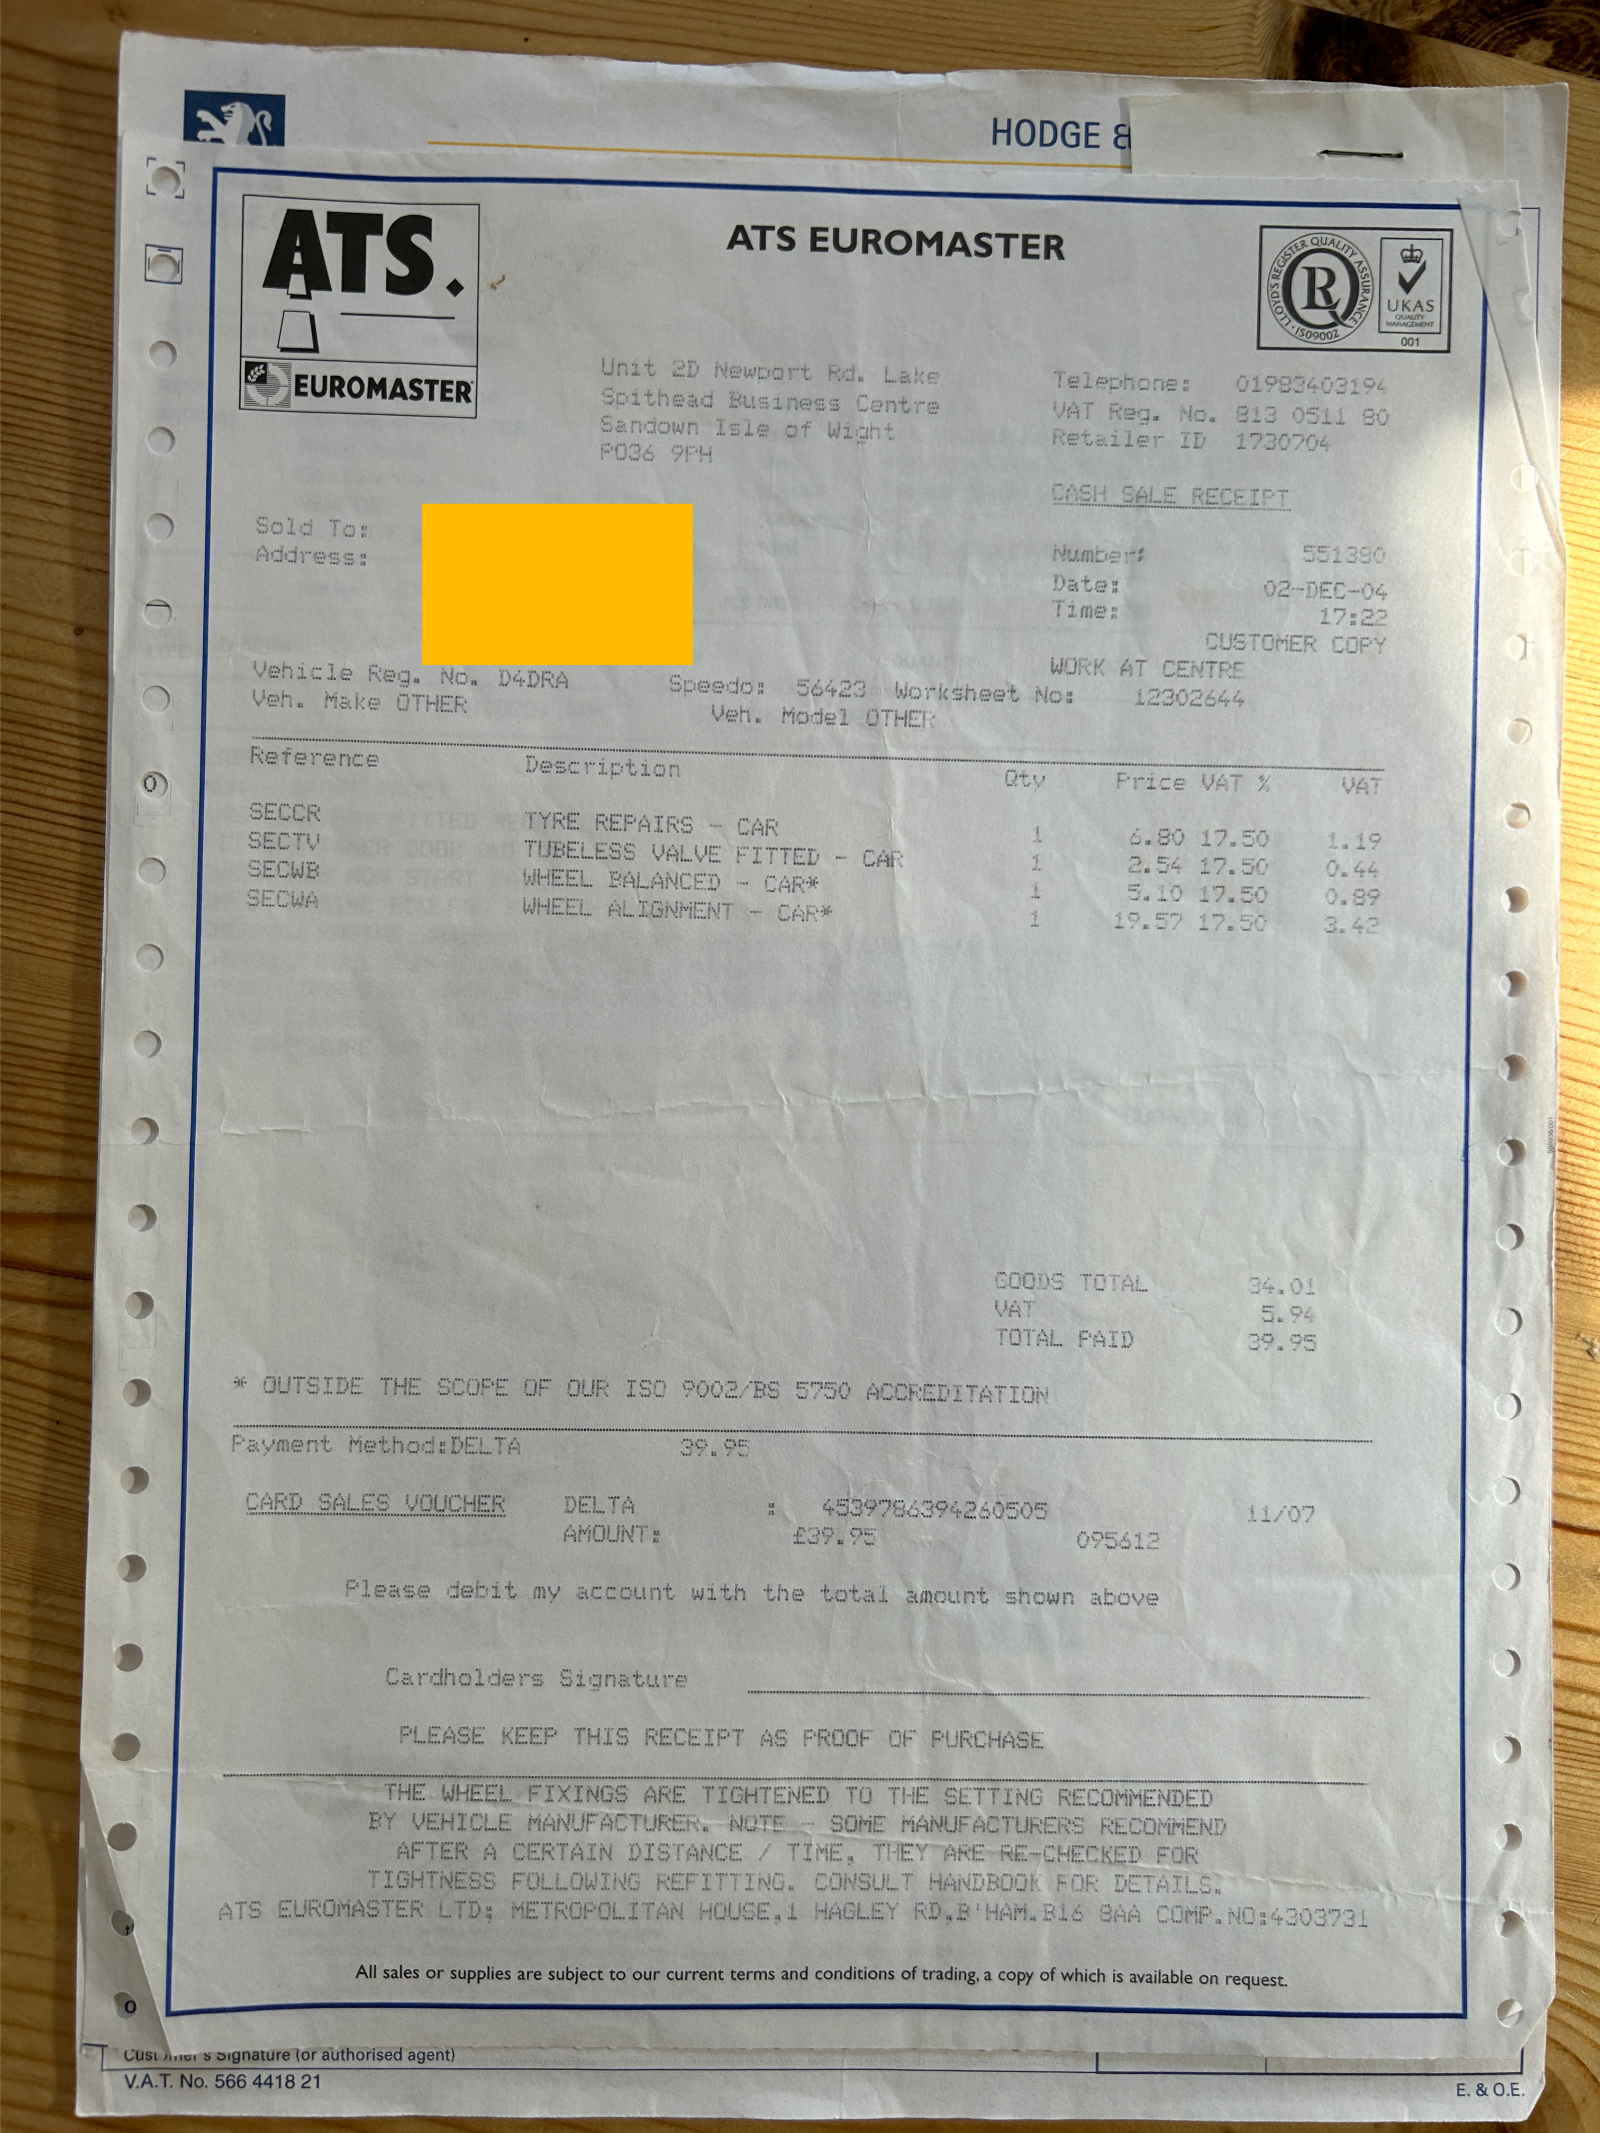 HODGE &
ATS.
EUROMASTER
ATS EUROMASTER
LLOYD'S REGISTER QUALITY ASSURANCE
· ISO9002 ·
UKAS
QUALITY
MANAGEMENT
001
Unit 2D Newport Rd. Lake
Spithead Business Centre
Sandown Isle of Wight
PO36 9PH
Telephone: 01983403194
VAT Reg. No. 813 0511 80
Retailer ID 1730704
CASH SALE RECEIPT
Sold To:
Address:
Number: 551380
Date: 02-DEC-04
Time: 17:22
CUSTOMER COPY
WORK AT CENTRE
Vehicle Reg. No. D4DRA Speedo: 56423 Worksheet No: 12302644
Veh. Make OTHER Veh. Model OTHER
Reference Description Qty Price VAT % VAT
SECCR TYRE REPAIRS - CAR 1 6.80 17.50 1.19
SECTV TUBELESS VALVE FITTED - CAR 1 2.54 17.50 0.44
SECWB WHEEL BALANCED - CAR* 1 5.10 17.50 0.89
SECWA WHEEL ALIGNMENT - CAR* 1 19.57 17.50 3.42
GOODS TOTAL 34.01
VAT 5.94
TOTAL PAID 39.95
* OUTSIDE THE SCOPE OF OUR ISO 9002/BS 5750 ACCREDITATION
Payment Method:DELTA 39.95
CARD SALES VOUCHER DELTA : 4539786394260505 11/07
AMOUNT: £39.95 095612
Please debit my account with the total amount shown above
Cardholders Signature
PLEASE KEEP THIS RECEIPT AS PROOF OF PURCHASE
THE WHEEL FIXINGS ARE TIGHTENED TO THE SETTING RECOMMENDED
BY VEHICLE MANUFACTURER. NOTE - SOME MANUFACTURERS RECOMMEND
AFTER A CERTAIN DISTANCE / TIME, THEY ARE RE-CHECKED FOR
TIGHTNESS FOLLOWING REFITTING. CONSULT HANDBOOK FOR DETAILS.
ATS EUROMASTER LTD; METROPOLITAN HOUSE,1 HAGLEY RD,B'HAM.B16 8AA COMP.NO:4303731
All sales or supplies are subject to our current terms and conditions of trading, a copy of which is available on request.
Customer's Signature (or authorised agent)
V.A.T. No. 566 4418 21
E. & O.E.